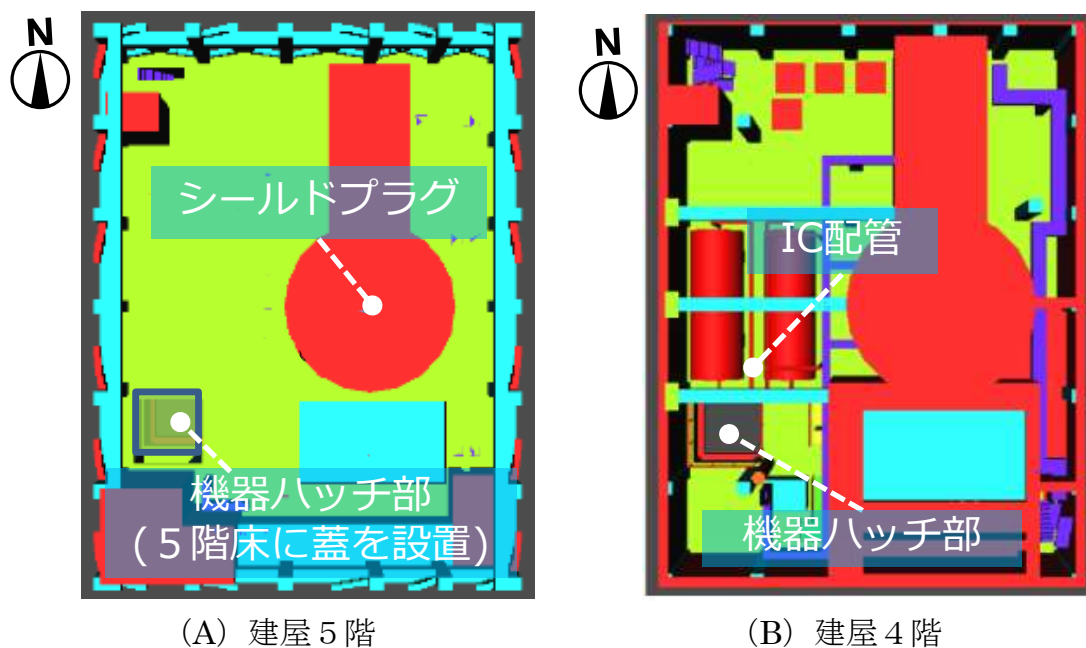 N
シールドプラグ
機器ハッチ部
(５階床に蓋を設置)
(A) 建屋５階
N
IC配管
機器ハッチ部
(B) 建屋４階